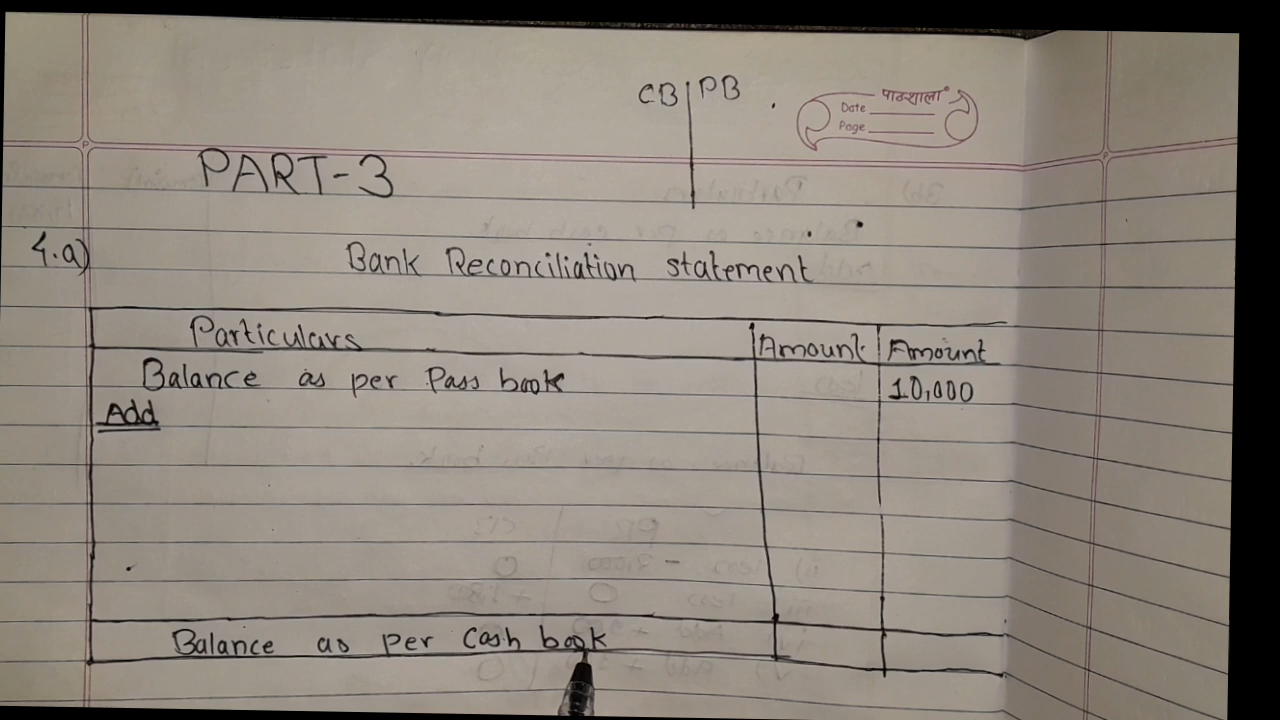 CB PB
पाठशाला
Date
Page
PART-3
4.a)
Bank Reconciliation statement
Particulars Amount Amount
Balance as per Pass book 10,000
Add
Balance as per Cash book